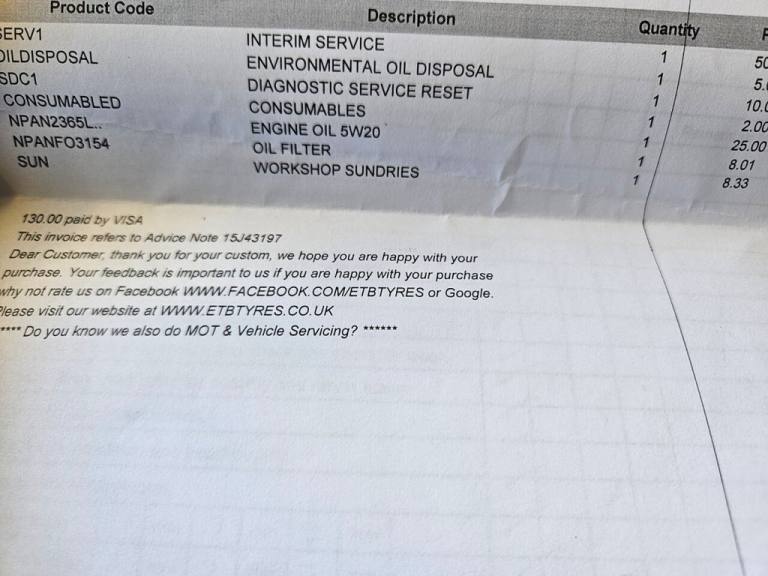 Product Code Description Quantity
SERV1 INTERIM SERVICE 1 50
OILDISPOSAL ENVIRONMENTAL OIL DISPOSAL 1 5.
SDC1 DIAGNOSTIC SERVICE RESET 1 10.0
CONSUMABLED CONSUMABLES 1 2.00
NPAN2365L.. ENGINE OIL 5W20 1 25.00
NPANFO3154 OIL FILTER 1 8.01
SUN WORKSHOP SUNDRIES 1 8.33
130.00 paid by VISA
This invoice refers to Advice Note 15J43197
Dear Customer, thank you for your custom, we hope you are happy with your
purchase. Your feedback is important to us if you are happy with your purchase
why not rate us on Facebook WWW.FACEBOOK.COM/ETBTYRES or Google.
Please visit our website at WWW.ETBTYRES.CO.UK
**** Do you know we also do MOT & Vehicle Servicing? ******